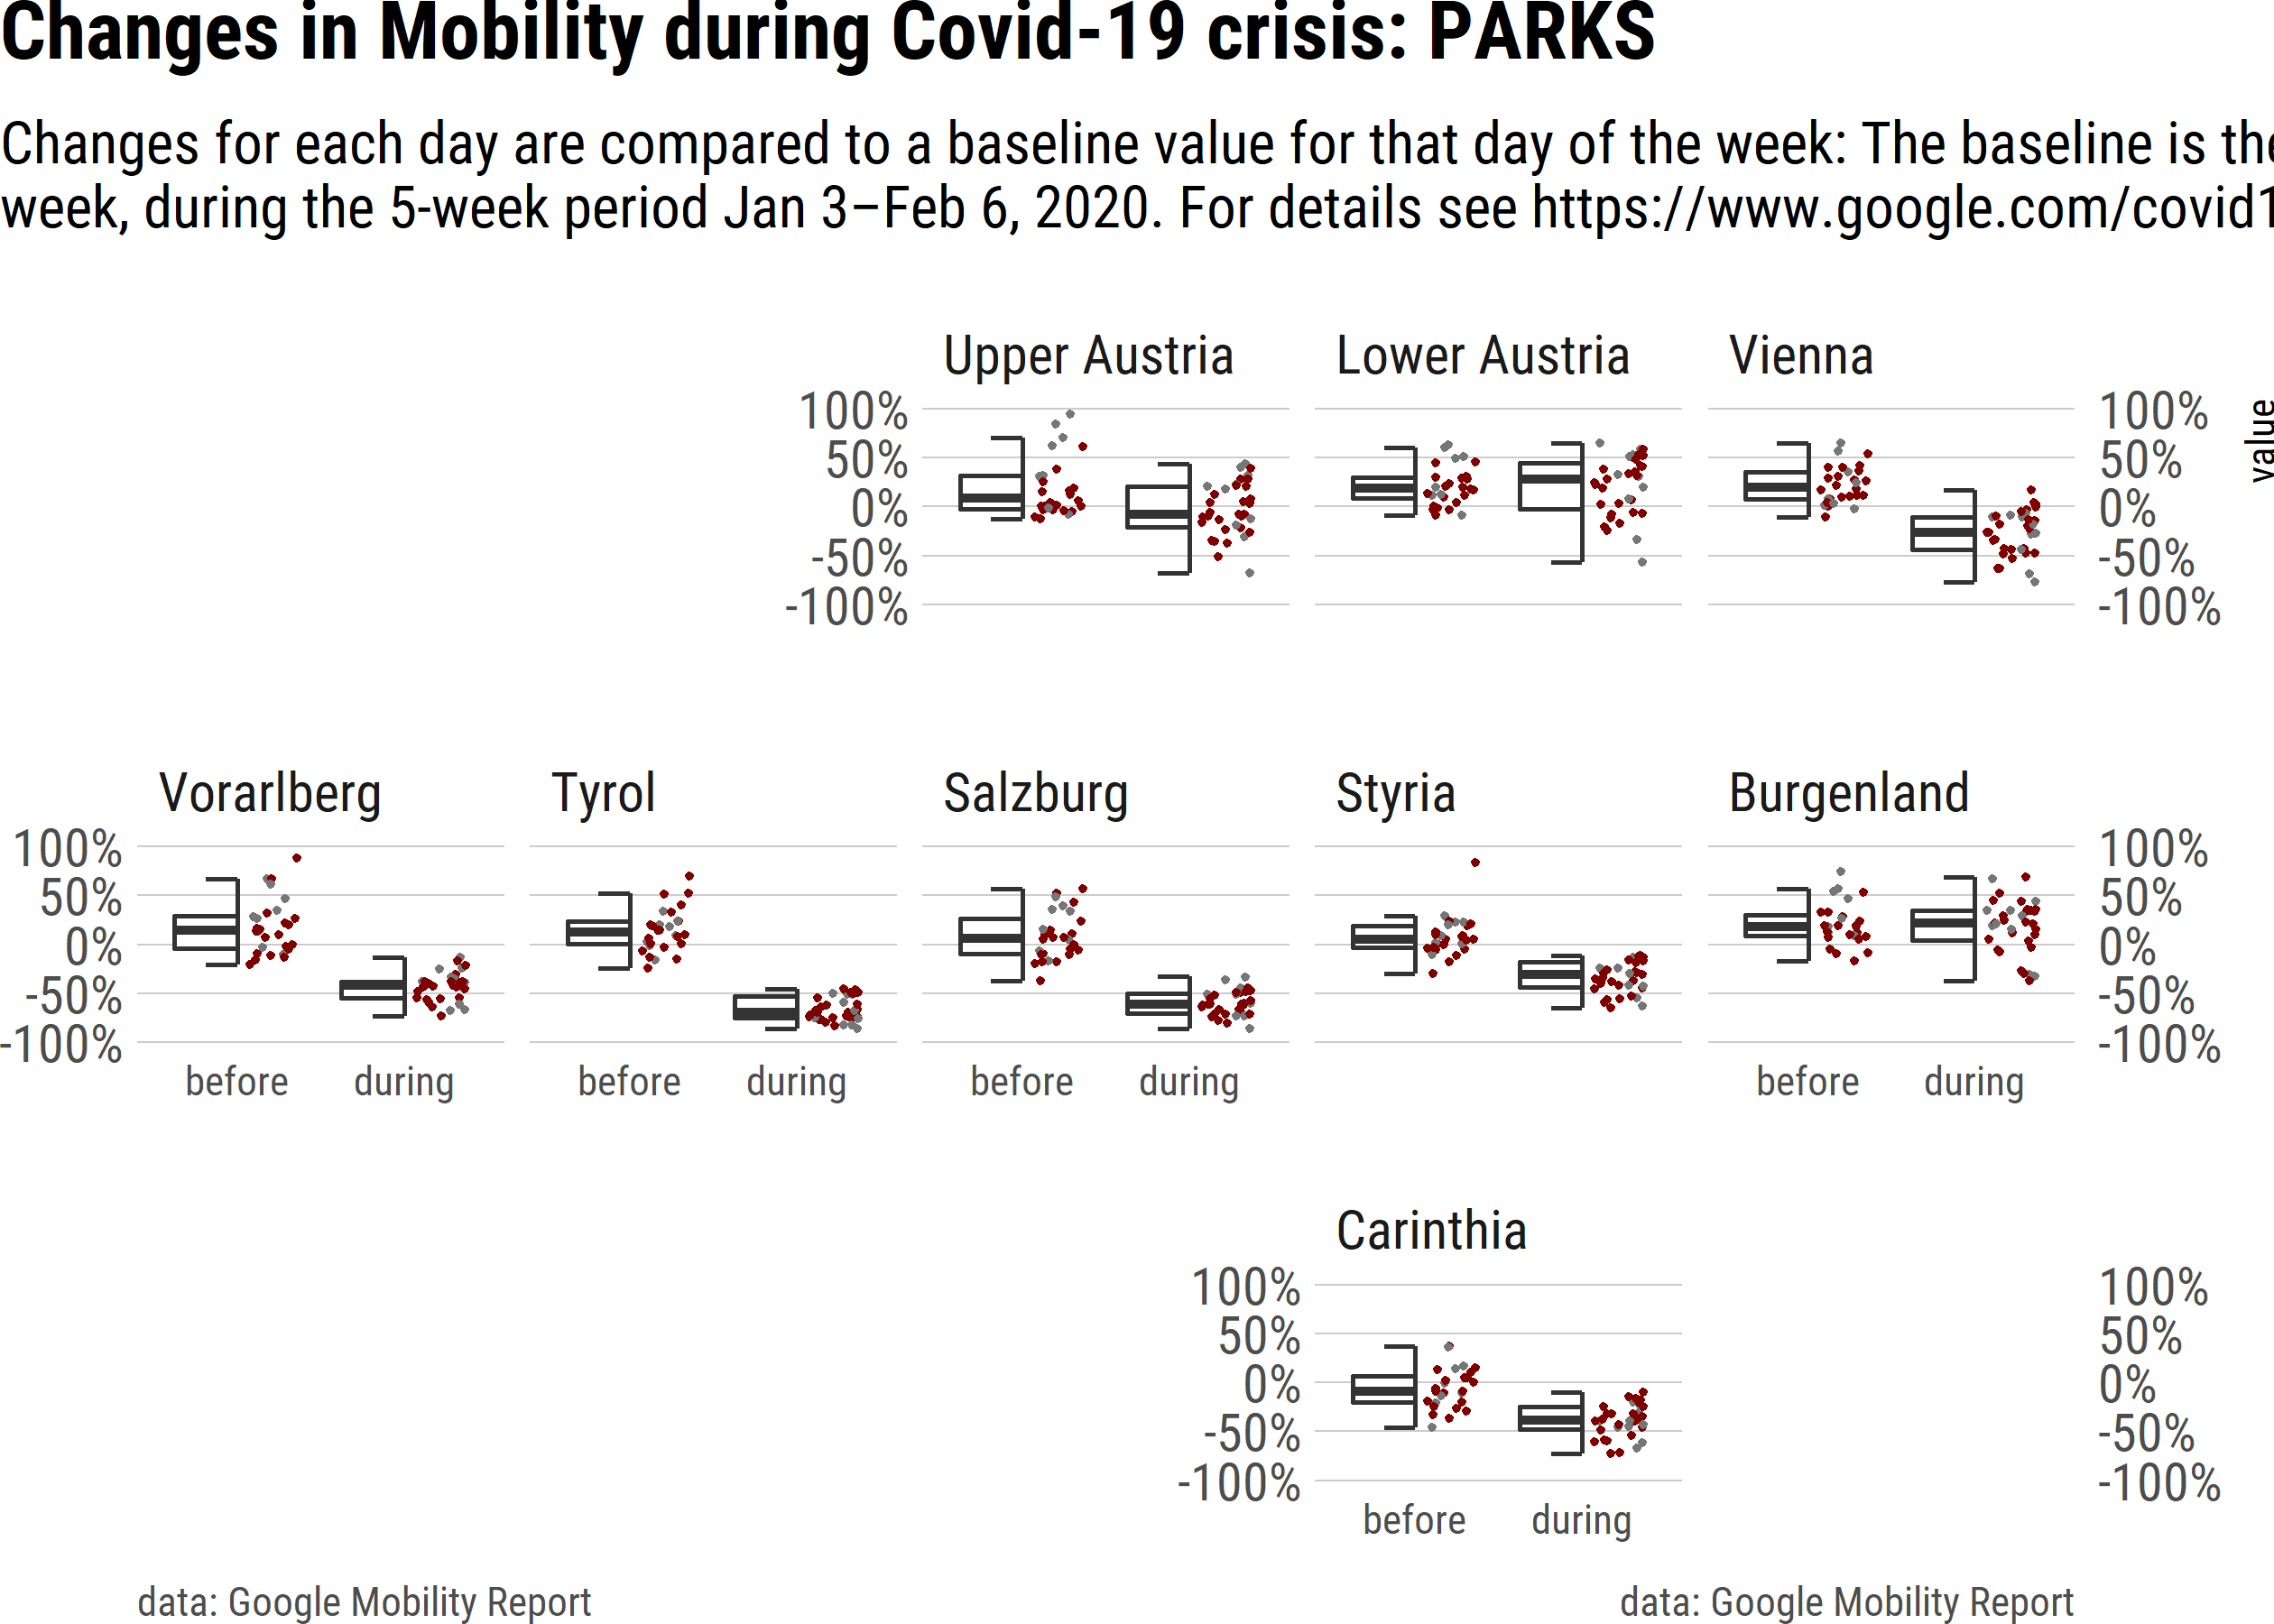 Changes in Mobility during Covid-19 crisis: PARKS
Changes for each day are compared to a baseline value for that day of the week: The baseline is the
week, during the 5-week period Jan 3–Feb 6, 2020. For details see https://www.google.com/covid1
Upper Austria
Lower Austria
Vienna
100%
50%
0%
-50%
-100%
100%
50%
0%
-50%
-100%
value
Vorarlberg
Tyrol
Salzburg
Styria
Burgenland
100%
50%
0%
-50%
-100%
100%
50%
0%
-50%
-100%
before during
before during
before during
before during
Carinthia
100%
50%
0%
-50%
-100%
100%
50%
0%
-50%
-100%
before during
data: Google Mobility Report
data: Google Mobility Report